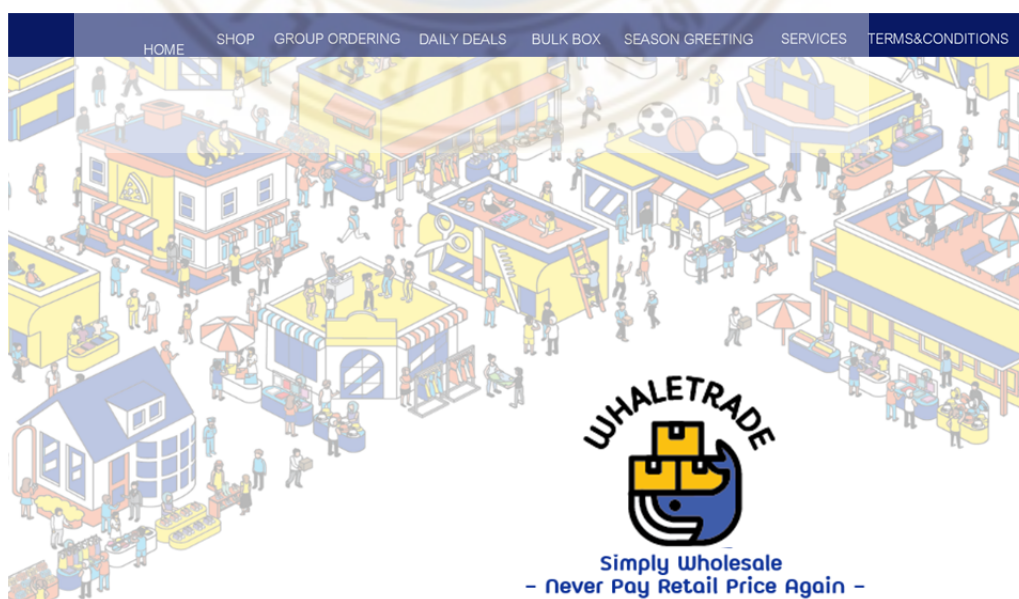 HOME SHOP GROUP ORDERING DAILY DEALS BULK BOX SEASON GREETING SERVICES TERMS&CONDITIONS
WHALETRADE
Simply Wholesale
- Never Pay Retail Price Again -